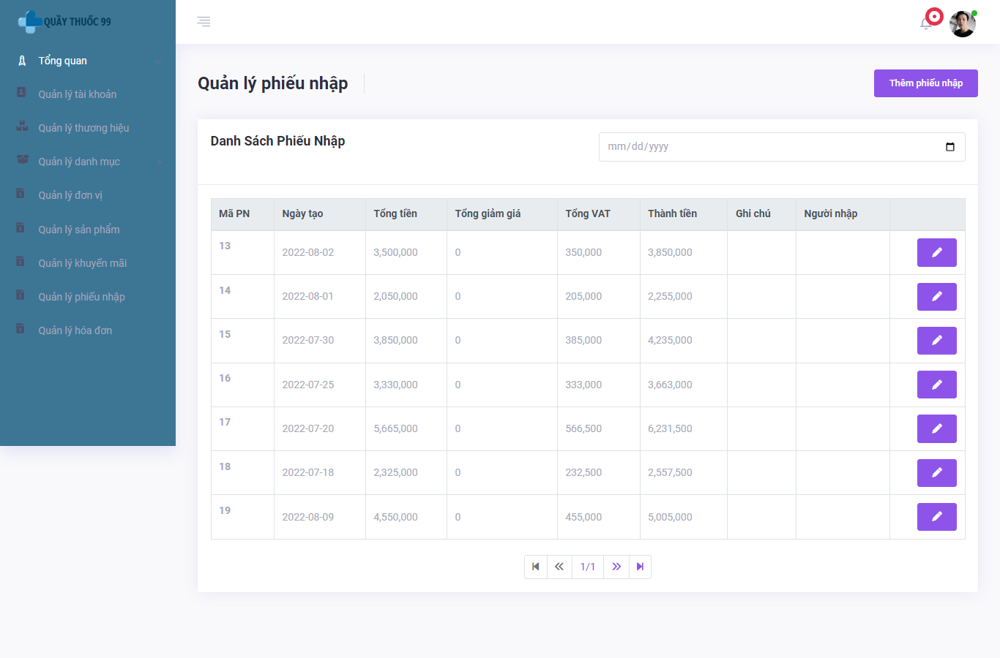 QUẦY THUỐC 99
Tổng quan
Quản lý tài khoản
Quản lý thương hiệu
Quản lý danh mục
Quản lý đơn vị
Quản lý sản phẩm
Quản lý khuyến mãi
Quản lý phiếu nhập
Quản lý hóa đơn
Quản lý phiếu nhập
Thêm phiếu nhập
Danh Sách Phiếu Nhập
mm/dd/yyyy
Mã PN Ngày tạo Tổng tiền Tổng giảm giá Tổng VAT Thành tiền Ghi chú Người nhập
13 2022-08-02 3,500,000 0 350,000 3,850,000
14 2022-08-01 2,050,000 0 205,000 2,255,000
15 2022-07-30 3,850,000 0 385,000 4,235,000
16 2022-07-25 3,330,000 0 333,000 3,663,000
17 2022-07-20 5,665,000 0 566,500 6,231,500
18 2022-07-18 2,325,000 0 232,500 2,557,500
19 2022-08-09 4,550,000 0 455,000 5,005,000
1/1